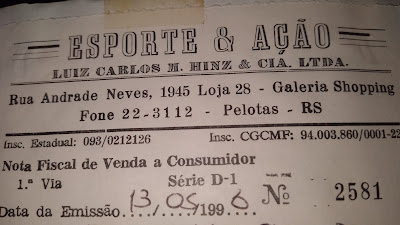 ESPORTE & AÇÃO
LUIZ CARLOS M. HINZ & CIA. LTDA.
Rua Andrade Neves, 1945 Loja 28 - Galeria Shopping
Fone 22-3112 - Pelotas - RS
Insc. Estadual: 093/0212126 Insc. CGCMF: 94.003.860/0001-22
Nota Fiscal de Venda a Consumidor
1.ª Via Série D-1
Data da Emissão 13/05/1996 Nº 2581